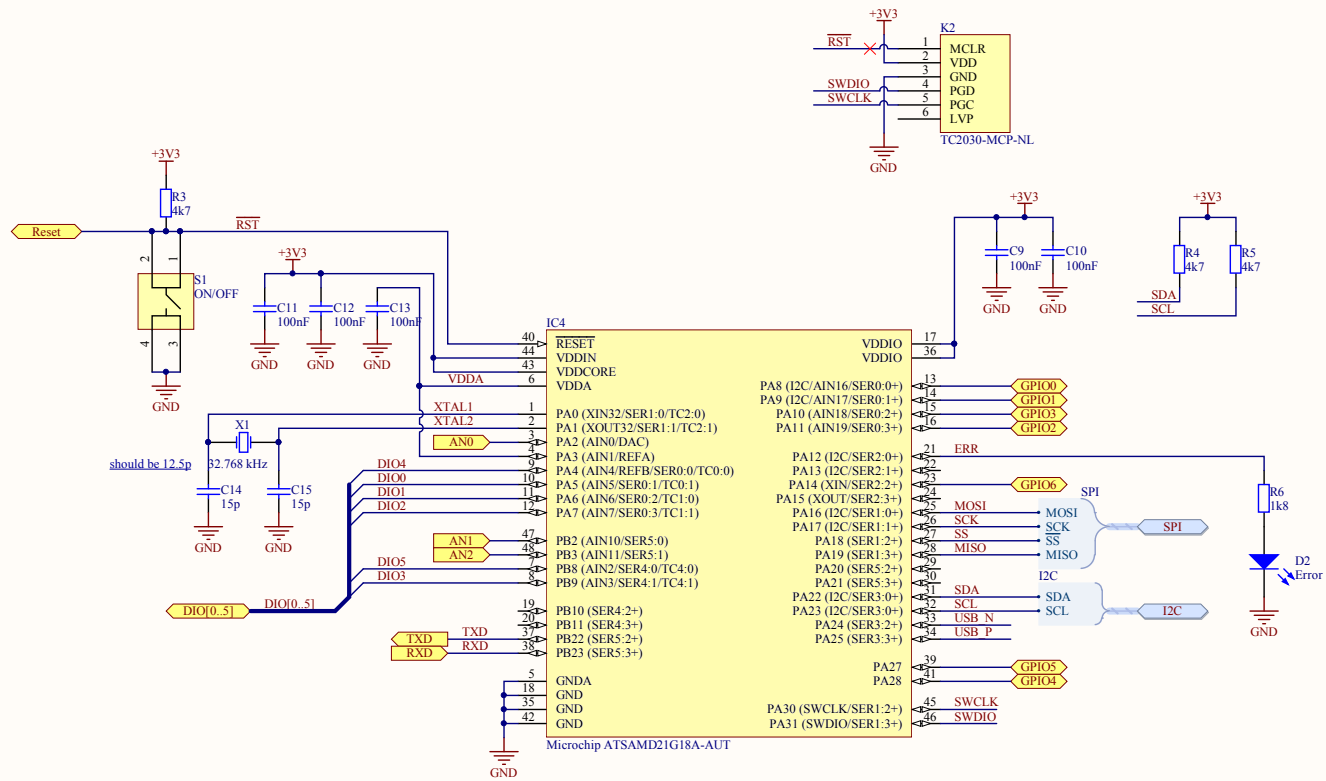 +3V3
K2
RST
1
MCLR
2
VDD
3
GND
SWDIO
4
PGD
SWCLK
5
PGC
6
LVP
TC2030-MCP-NL
GND
+3V3
R3
4k7
Reset
RST
2
1
S1
ON/OFF
4
3
GND
+3V3
C11
100nF
C12
100nF
C13
100nF
GND
GND
VDDA
XTAL1
XTAL2
X1
32.768 kHz
should be 12.5p
C14
15p
C15
15p
GND
GND
AN0
DIO4
DIO0
DIO1
DIO2
AN1
AN2
DIO5
DIO3
DIO[0..5]
DIO[0..5]
TXD
TXD
RXD
RXD
GND
IC4
40
RESET
44
VDDIN
43
VDDCORE
6
VDDA
1
PA0 (XIN32/SER1:0/TC2:0)
2
PA1 (XOUT32/SER1:1/TC2:1)
3
PA2 (AIN0/DAC)
4
PA3 (AIN1/REFA)
9
PA4 (AIN4/REFB/SER0:0/TC0:0)
10
PA5 (AIN5/SER0:1/TC0:1)
11
PA6 (AIN6/SER0:2/TC1:0)
12
PA7 (AIN7/SER0:3/TC1:1)
47
PB2 (AIN10/SER5:0)
48
PB3 (AIN11/SER5:1)
7
PB8 (AIN2/SER4:0/TC4:0)
8
PB9 (AIN3/SER4:1/TC4:1)
19
PB10 (SER4:2+)
20
PB11 (SER4:3+)
37
PB22 (SER5:2+)
38
PB23 (SER5:3+)
5
GNDA
18
GND
35
GND
42
GND
VDDIO
17
VDDIO
36
PA8 (I2C/AIN16/SER0:0+)
13
GPIO0
PA9 (I2C/AIN17/SER0:1+)
14
GPIO1
PA10 (AIN18/SER0:2+)
15
GPIO3
PA11 (AIN19/SER0:3+)
16
GPIO2
PA12 (I2C/SER2:0+)
21
ERR
PA13 (I2C/SER2:1+)
22
PA14 (XIN/SER2:2+)
23
GPIO6
PA15 (XOUT/SER2:3+)
24
PA16 (I2C/SER1:0+)
25
MOSI
PA17 (I2C/SER1:1+)
26
SCK
PA18 (SER1:2+)
27
SS
PA19 (SER1:3+)
28
MISO
PA20 (SER5:2+)
29
PA21 (SER5:3+)
30
PA22 (I2C/SER3:0+)
31
SDA
PA23 (I2C/SER3:0+)
32
SCL
PA24 (SER3:2+)
33
USB_N
PA25 (SER3:3+)
34
USB_P
PA27
39
GPIO5
PA28
41
GPIO4
PA30 (SWCLK/SER1:2+)
45
SWCLK
PA31 (SWDIO/SER1:3+)
46
SWDIO
Microchip ATSAMD21G18A-AUT
+3V3
C9
100nF
C10
100nF
GND
GND
+3V3
R4
4k7
R5
4k7
SDA
SCL
SPI
MOSI
SCK
SS
MISO
SPI
I2C
SDA
SCL
I2C
R6
1k8
D2
Error
GND
GND